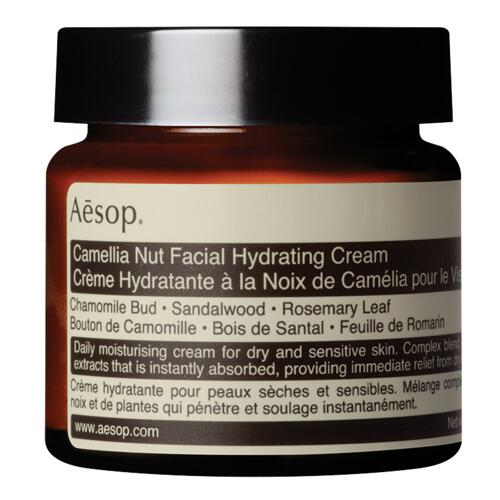 Aēsop.
Camellia Nut Facial Hydrating Cream
Crème Hydratante à la Noix de Camélia pour le
Chamomile Bud · Sandalwood · Rosemary Leaf
Bouton de Camomille · Bois de Santal · Feuille de Romarin
Daily moisturising cream for dry and sensitive skin. Complex
extracts that is instantly absorbed, providing immediate relief from
Crème hydratante pour peaux sèches et sensibles. Mélange
noix et de plantes qui pénètre et soulage instantanément.
www.aesop.com